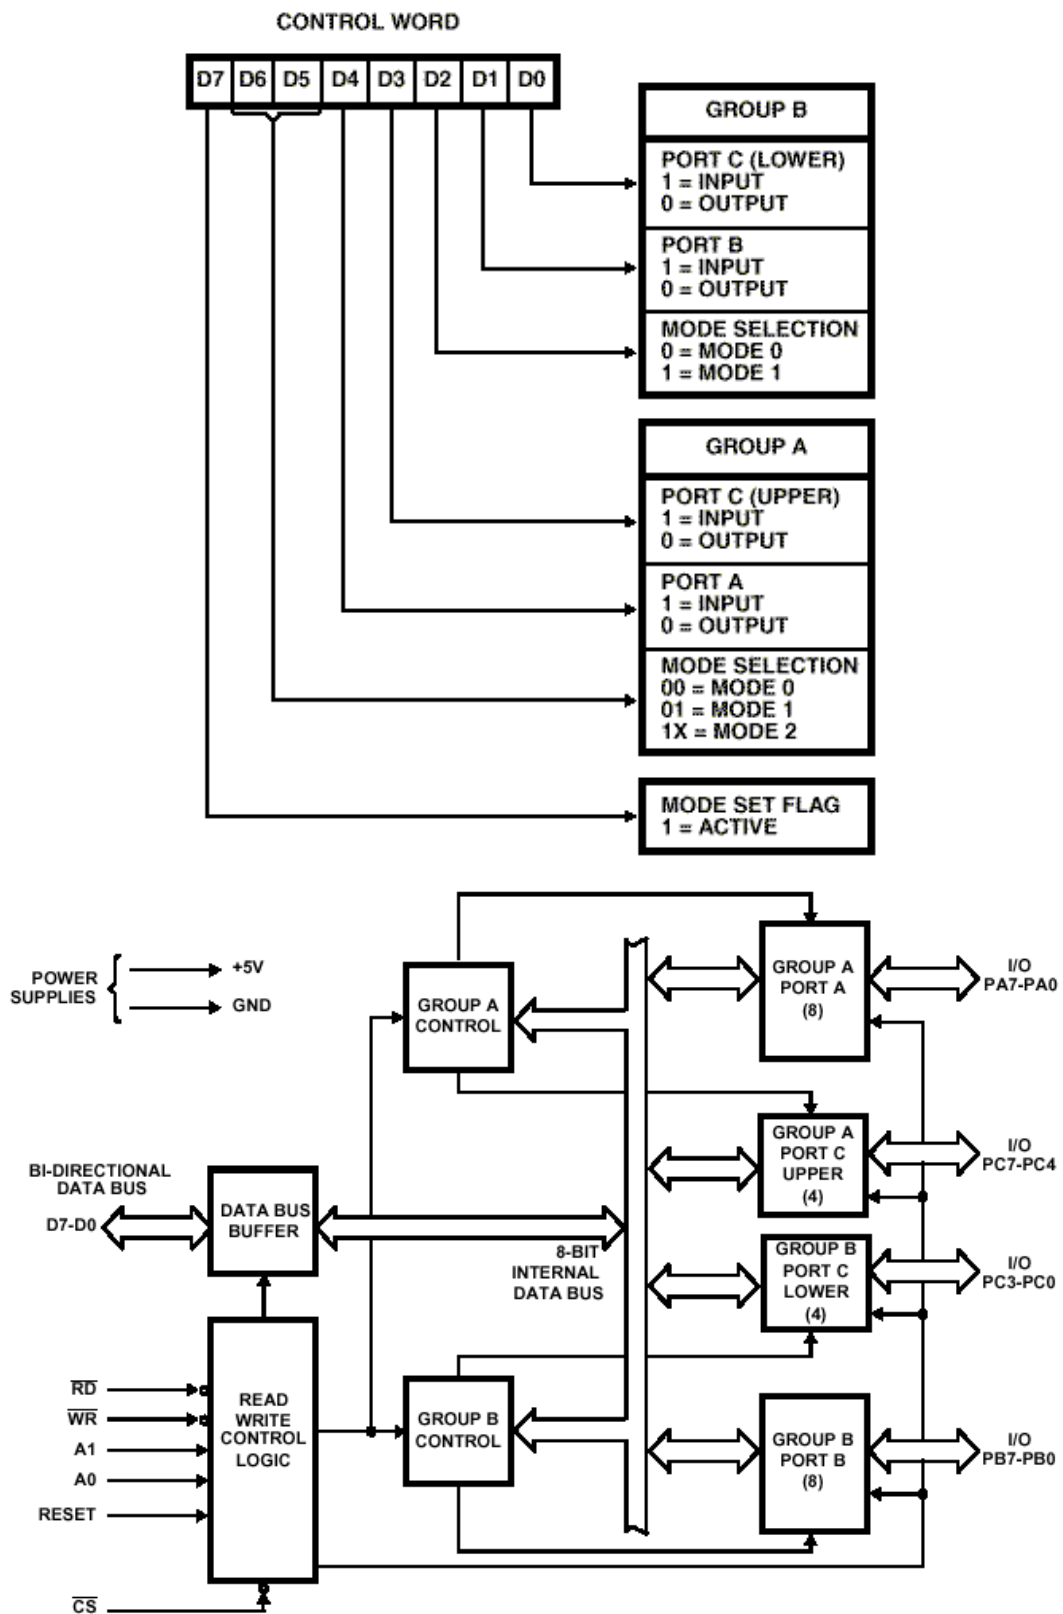 CONTROL WORD
D7 D6 D5 D4 D3 D2 D1 D0
GROUP B
PORT C (LOWER)
1 = INPUT
0 = OUTPUT
PORT B
1 = INPUT
0 = OUTPUT
MODE SELECTION
0 = MODE 0
1 = MODE 1
GROUP A
PORT C (UPPER)
1 = INPUT
0 = OUTPUT
PORT A
1 = INPUT
0 = OUTPUT
MODE SELECTION
00 = MODE 0
01 = MODE 1
1X = MODE 2
MODE SET FLAG
1 = ACTIVE
POWER
SUPPLIES
+5V
GND
GROUP A
CONTROL
GROUP A
PORT A
(8)
I/O
PA7-PA0
GROUP A
PORT C
UPPER
(4)
I/O
PC7-PC4
BI-DIRECTIONAL
DATA BUS
D7-D0
DATA BUS
BUFFER
8-BIT
INTERNAL
DATA BUS
GROUP B
PORT C
LOWER
(4)
I/O
PC3-PC0
RD
WR
A1
A0
RESET
CS
READ
WRITE
CONTROL
LOGIC
GROUP B
CONTROL
GROUP B
PORT B
(8)
I/O
PB7-PB0